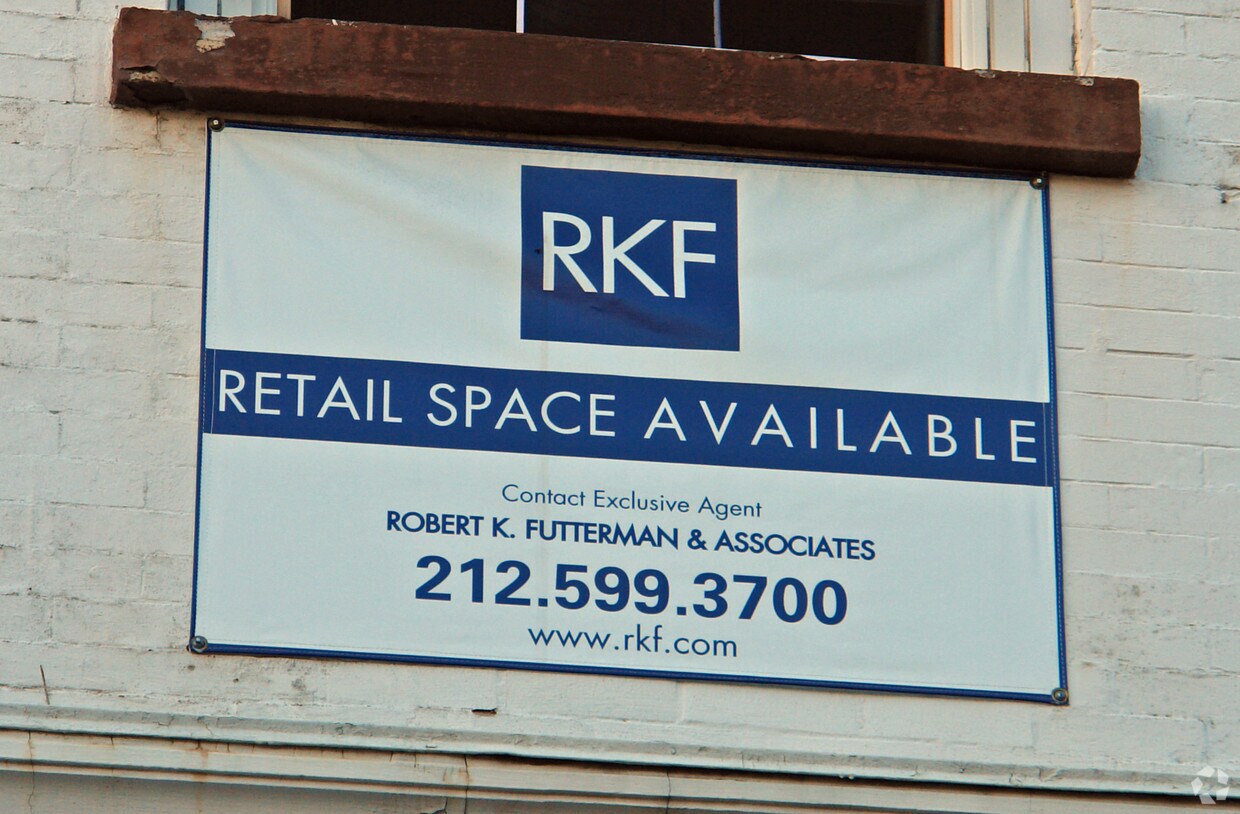 RKF
RETAIL SPACE AVAILABLE
Contact Exclusive Agent
ROBERT K. FUTTERMAN & ASSOCIATES
212.599.3700
www.rkf.com